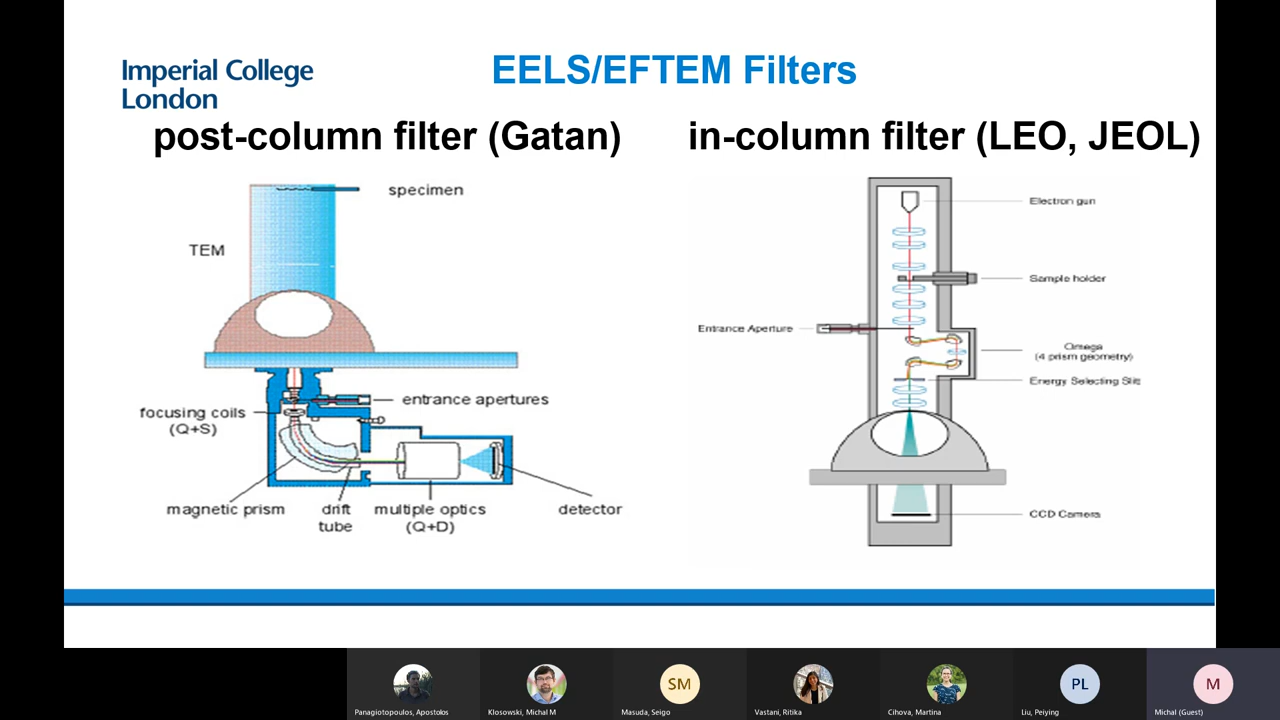 Imperial College
London
EELS/EFTEM Filters
post-column filter (Gatan)
in-column filter (LEO, JEOL)
specimen
TEM
entrance apertures
focusing coils
(Q+S)
magnetic prism
drift
tube
multiple optics
(Q+D)
detector
Electron gun
Sample holder
Entrance Aperture
Omega
(4 prism geometry)
Energy Selecting Slit
CCD Camera
SM
PL
M
Panagiotopoulos, Apostolos
Klosowski, Michal M
Masuda, Seigo
Vastani, Ritika
Cihova, Martina
Liu, Peiying
Michal (Guest)